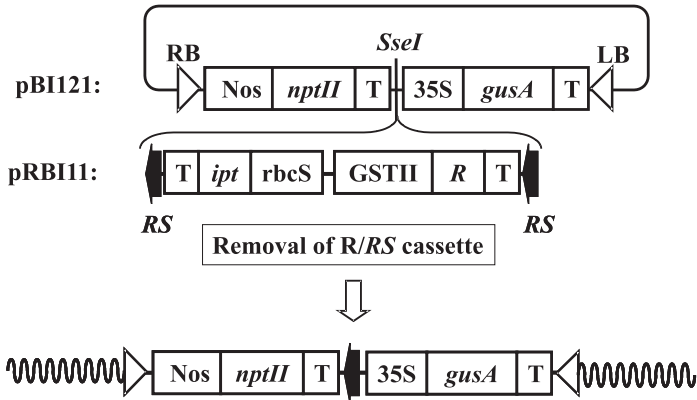 SseI
RB LB
pBI121: Nos nptII T 35S gusA T
pRBI11: T ipt rbcS GSTII R T
RS RS
Removal of R/RS cassette
Nos nptII T 35S gusA T